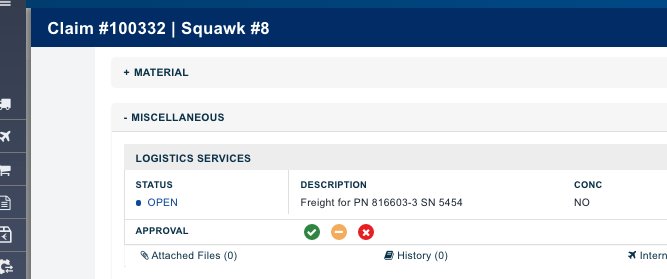 Claim #100332 | Squawk #8
+ MATERIAL
- MISCELLANEOUS
LOGISTICS SERVICES
STATUS DESCRIPTION CONC
OPEN Freight for PN 816603-3 SN 5454 NO
APPROVAL
Attached Files (0) History (0) Intern